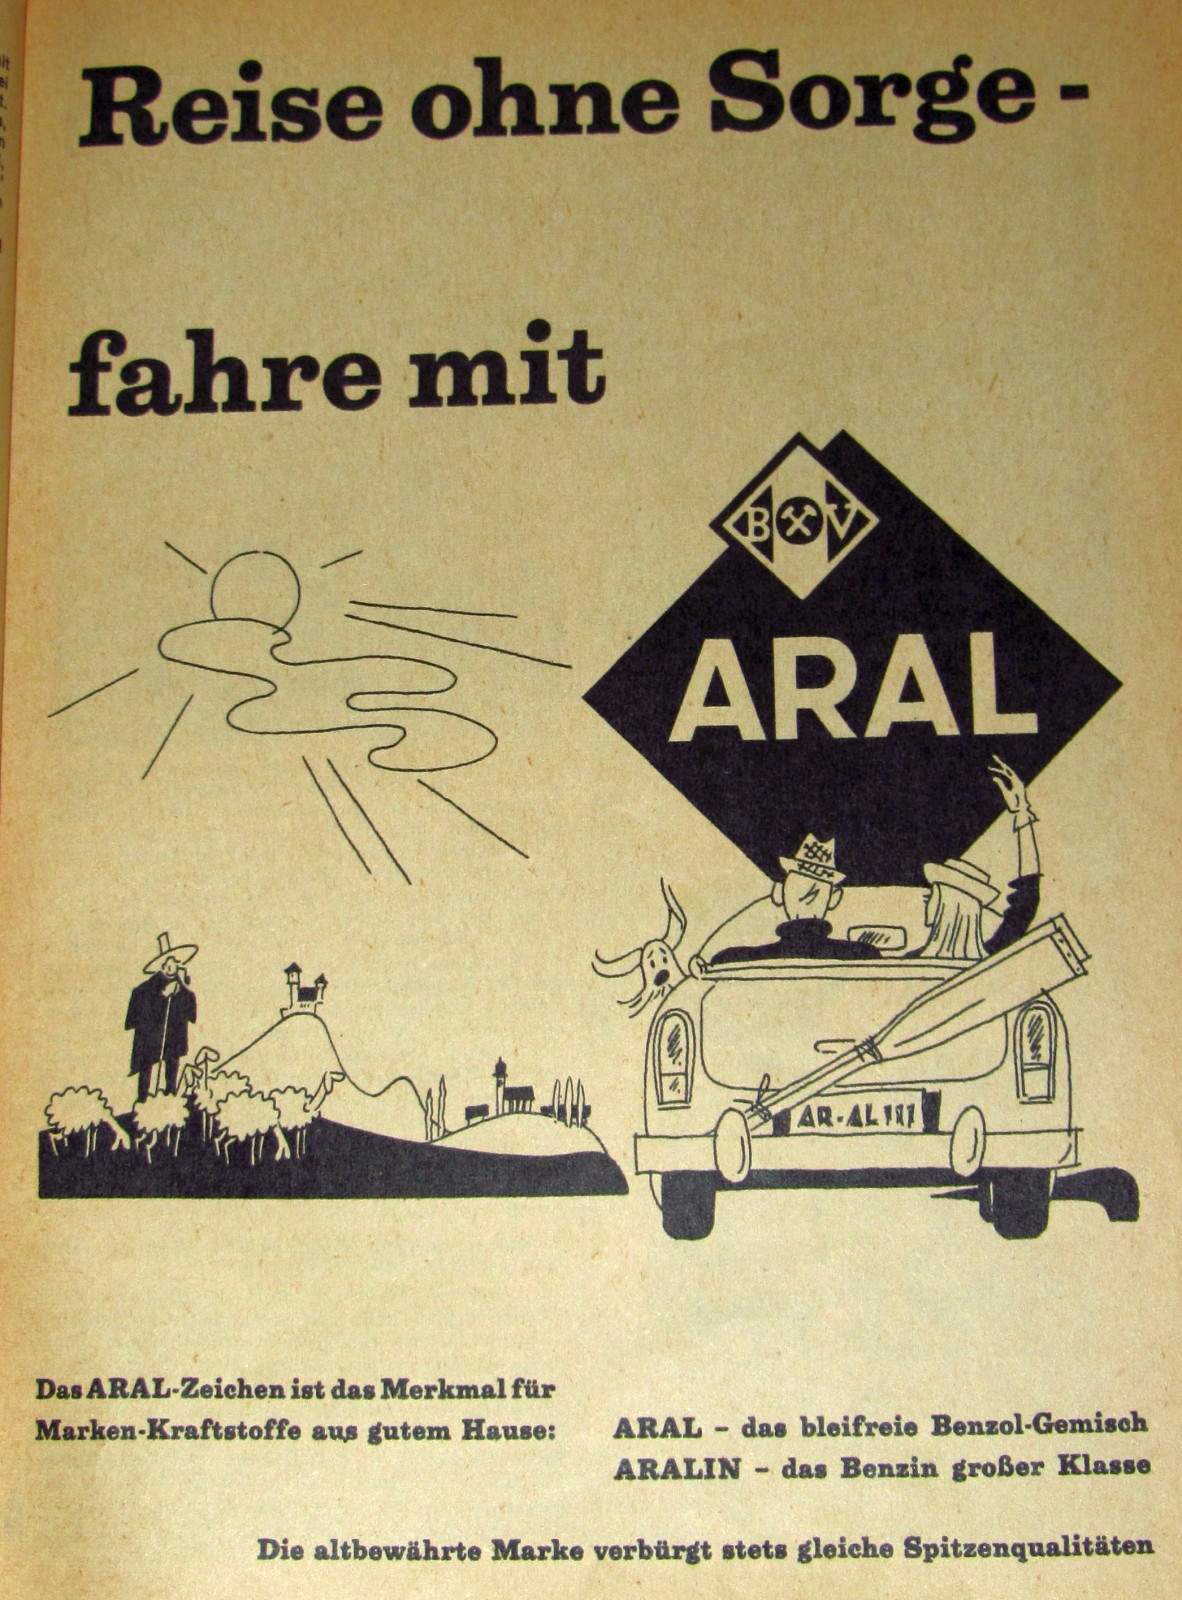 Reise ohne Sorge -
fahre mit
B V
ARAL
AR-AL 111
Das ARAL-Zeichen ist das Merkmal für
Marken-Kraftstoffe aus gutem Hause:
ARAL – das bleifreie Benzol-Gemisch
ARALIN – das Benzin großer Klasse
Die altbewährte Marke verbürgt stets gleiche Spitzenqualitäten